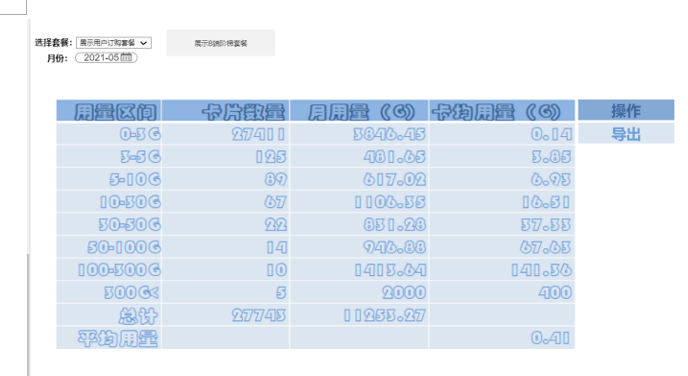 选择套餐： 展示用户订购套餐 展示B端阶梯套餐
月份： 2021-05
用量区间 卡片数量 月用量（G） 卡均用量（G） 操作
0-3G 27411 3846.45 0.14 导出
3-5G 125 481.65 3.85
5-10G 89 617.02 6.93
10-30G 67 1106.35 16.51
30-50G 22 831.28 37.33
50-100G 14 946.88 67.63
100-300G 10 1413.64 141.36
300G< 5 2000 400
总计 27743 11253.27
平均用量 0.41